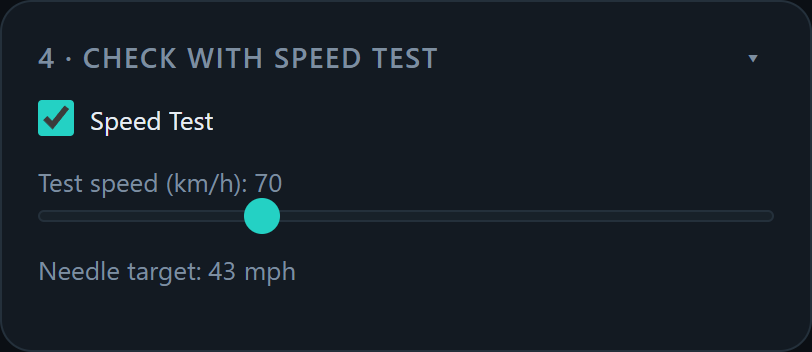 4 · CHECK WITH SPEED TEST
Speed Test
Test speed (km/h): 70
Needle target: 43 mph